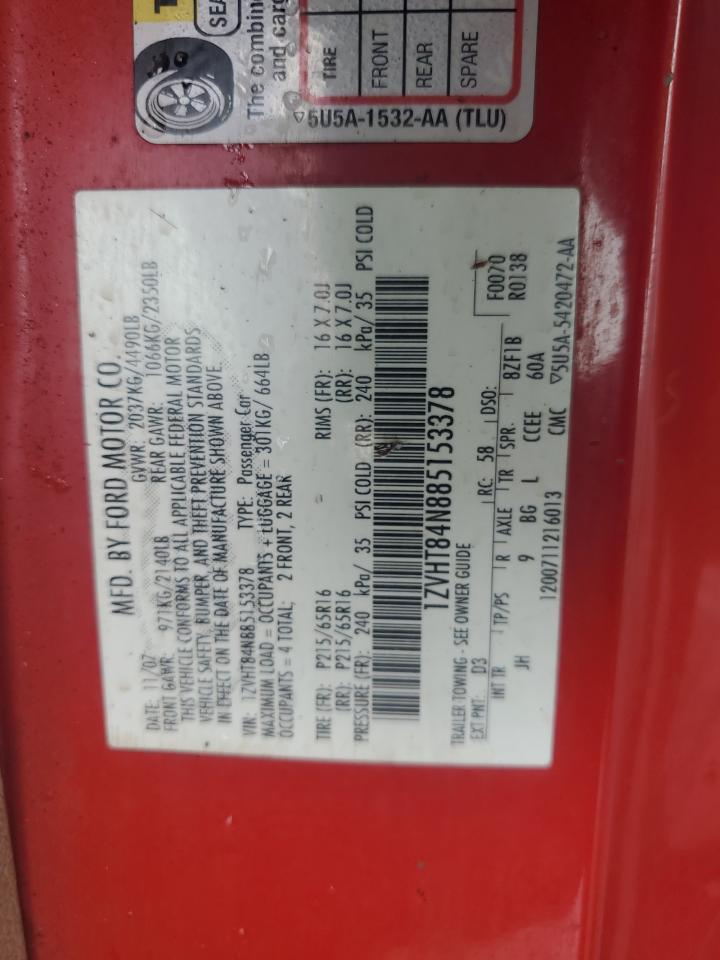 SEA
The combin
and carg
TIRE
FRONT
REAR
SPARE
5U5A-1532-AA (TLU)
MFD. BY FORD MOTOR CO.
DATE: 11/07 GVWR: 2037KG/4490LB
FRONT GAWR: 971KG/2140LB REAR GAWR: 1066KG/2350LB
THIS VEHICLE CONFORMS TO ALL APPLICABLE FEDERAL MOTOR
VEHICLE SAFETY, BUMPER, AND THEFT PREVENTION STANDARDS
IN EFFECT ON THE DATE OF MANUFACTURE SHOWN ABOVE.
VIN: 1ZVHT84N885153378 TYPE: Passenger Car
MAXIMUM LOAD = OCCUPANTS + LUGGAGE = 301KG/ 664LB
OCCUPANTS = 4 TOTAL; 2 FRONT, 2 REAR
TIRE (FR): P215/65R16 RIMS (FR): 16 X 7.0J
(RR): P215/65R16 (RR): 16 X 7.0J
PRESSURE (FR): 240 kPa/ 35 PSI COLD (RR): 240 kPa/ 35 PSI COLD
1ZVHT84N885153378
TRAILER TOWING - SEE OWNER GUIDE
EXT PNT: D3 RC: 58 DSO:
INT TR TP/PS R AXLE TR SPR F0070
JH 9 BG L CCEE 8ZF1B R0138
60A
1200711216013 CMC 5U5A-5420472-AA